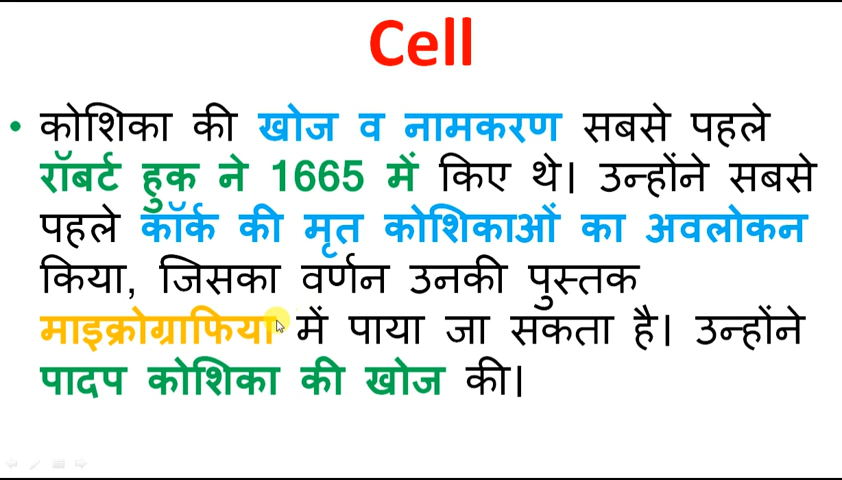 Cell
• कोशिका की खोज व नामकरण सबसे पहले
रॉबर्ट हुक ने 1665 में किए थे। उन्होंने सबसे
पहले कॉर्क की मृत कोशिकाओं का अवलोकन
किया, जिसका वर्णन उनकी पुस्तक
माइक्रोग्राफिया में पाया जा सकता है। उन्होंने
पादप कोशिका की खोज की।